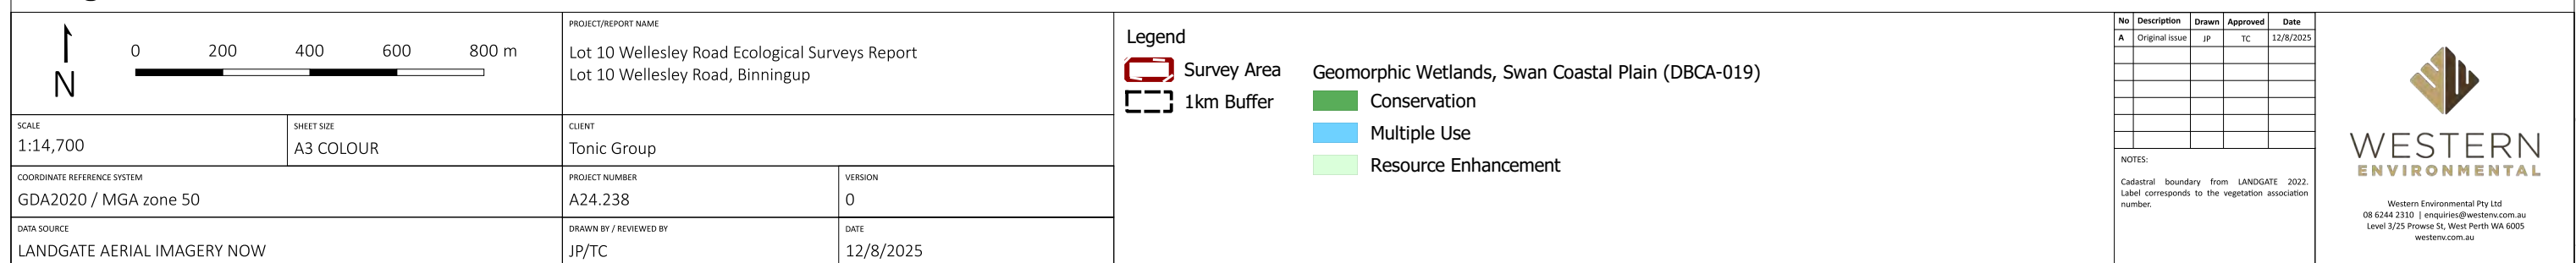 N
0 200 400 600 800 m
PROJECT/REPORT NAME
Lot 10 Wellesley Road Ecological Surveys Report
Lot 10 Wellesley Road, Binningup
SCALE
1:14,700
SHEET SIZE
A3 COLOUR
CLIENT
Tonic Group
COORDINATE REFERENCE SYSTEM
GDA2020 / MGA zone 50
PROJECT NUMBER
A24.238
VERSION
0
DATA SOURCE
LANDGATE AERIAL IMAGERY NOW
DRAWN BY / REVIEWED BY
JP/TC
DATE
12/8/2025
Legend
Survey Area
1km Buffer
Geomorphic Wetlands, Swan Coastal Plain (DBCA-019)
Conservation
Multiple Use
Resource Enhancement
No Description Drawn Approved Date
A Original issue JP TC 12/8/2025
NOTES:
Cadastral boundary from LANDGATE 2022.
Label corresponds to the vegetation association
number.
WESTERN
ENVIRONMENTAL
Western Environmental Pty Ltd
08 6244 2310 | enquiries@westenv.com.au
Level 3/25 Prowse St, West Perth WA 6005
westenv.com.au